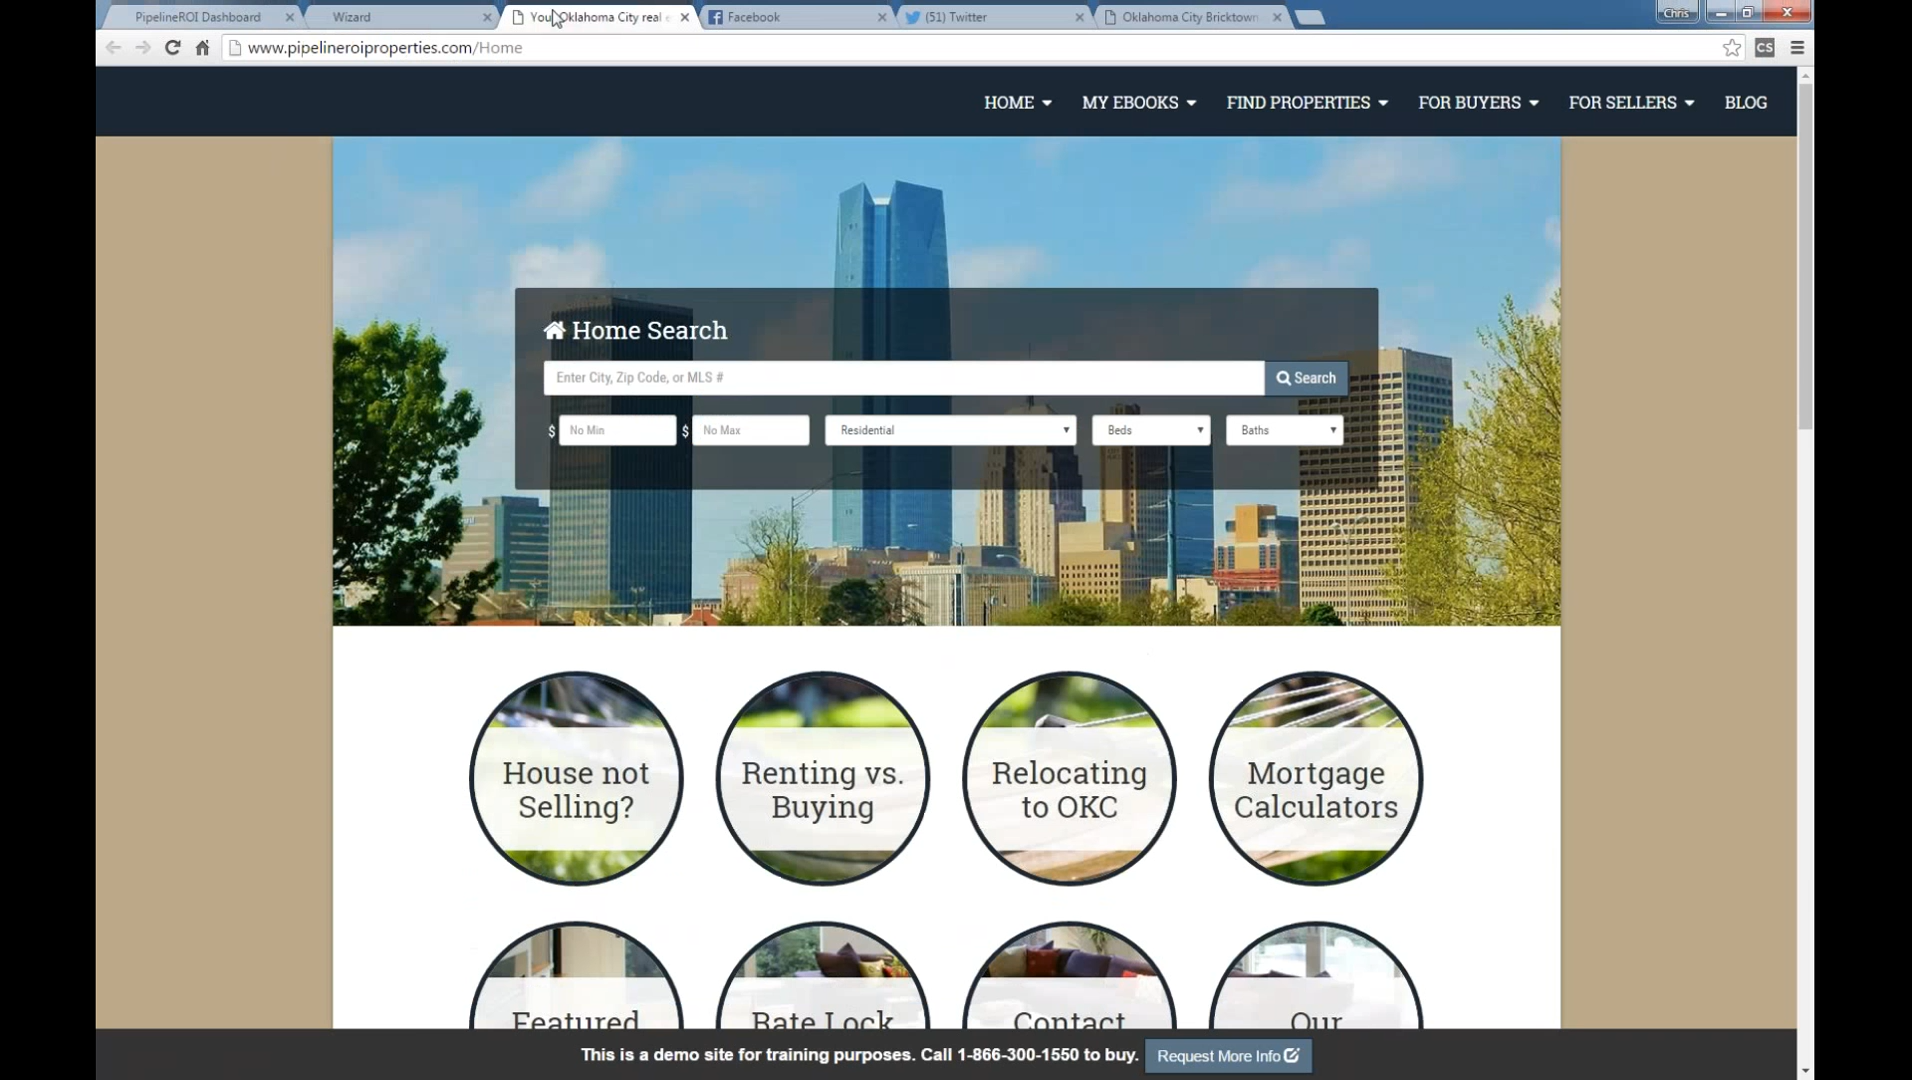 PipelineROI Dashboard
Wizard
You Oklahoma City real e
Facebook
(51) Twitter
Oklahoma City Bricktown
Chris
www.pipelineroiproperties.com/Home
CS
HOME
MY EBOOKS
FIND PROPERTIES
FOR BUYERS
FOR SELLERS
BLOG
Home Search
Enter City, Zip Code, or MLS #
Search
$ No Min
$ No Max
Residential
Beds
Baths
House not
Selling?
Renting vs.
Buying
Relocating
to OKC
Mortgage
Calculators
Featured
Rate Lock
Contact
Our
This is a demo site for training purposes. Call 1-866-300-1550 to buy.
Request More Info